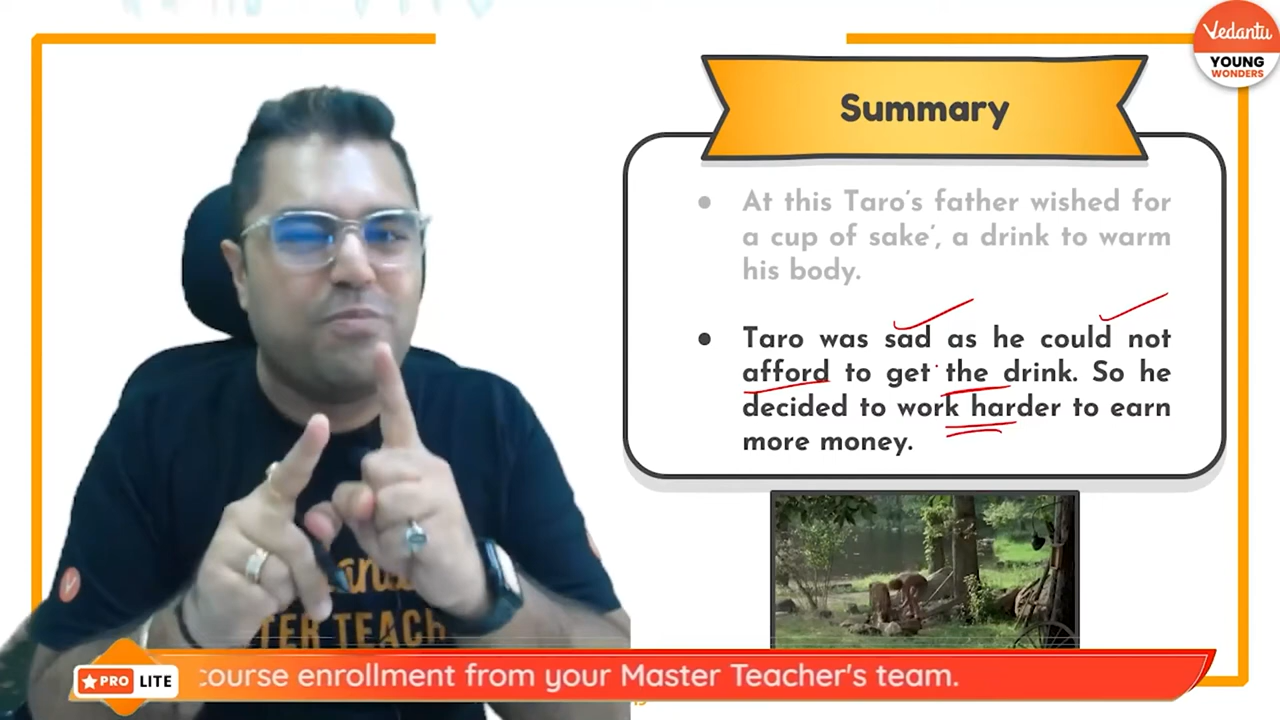 Vedantu
YOUNG
WONDERS
Summary
• At this Taro's father wished for
a cup of sake', a drink to warm
his body.
• Taro was sad as he could not
afford to get the drink. So he
decided to work harder to earn
more money.
TER TEACH
PRO LITE
course enrollment from your Master Teacher's team.